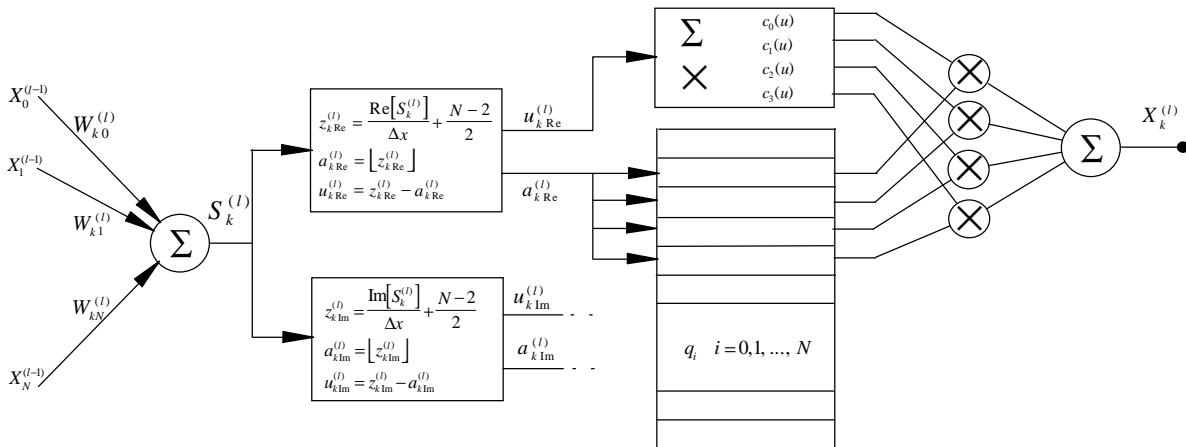 X_0^{(l-1)}
W_{k0}^{(l)}
X_1^{(l-1)}
W_{k1}^{(l)}
W_{kN}^{(l)}
X_N^{(l-1)}
Σ
S_k^{(l)}
z_{k Re}^{(l)} = Re[S_k^{(l)}]/Δx + (N−2)/2
a_{k Re}^{(l)} = ⌊z_{k Re}^{(l)}⌋
u_{k Re}^{(l)} = z_{k Re}^{(l)} − a_{k Re}^{(l)}
u_{k Re}^{(l)}
a_{k Re}^{(l)}
z_{k Im}^{(l)} = Im[S_k^{(l)}]/Δx + (N−2)/2
a_{k Im}^{(l)} = ⌊z_{k Im}^{(l)}⌋
u_{k Im}^{(l)} = z_{k Im}^{(l)} − a_{k Im}^{(l)}
u_{k Im}^{(l)}
a_{k Im}^{(l)}
Σ
×
c_0(u)
c_1(u)
c_2(u)
c_3(u)
q_i i = 0,1, ..., N
×
×
×
×
Σ
X_k^{(l)}